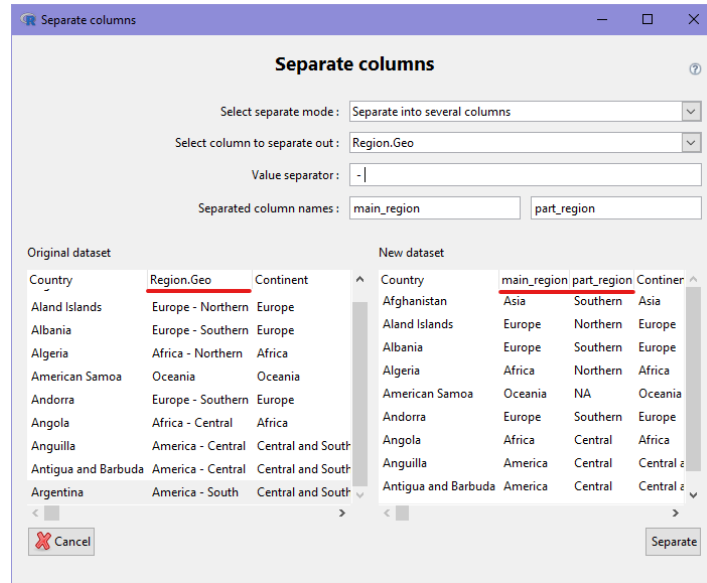 Separate columns
Separate columns
Select separate mode : Separate into several columns
Select column to separate out : Region.Geo
Value separator : -
Separated column names : main_region part_region
Original dataset New dataset
Country Region.Geo Continent Country main_region part_region Continer
Afghanistan Asia Southern Asia
Aland Islands Europe - Northern Europe Aland Islands Europe Northern Europe
Albania Europe - Southern Europe Albania Europe Southern Europe
Algeria Africa - Northern Africa Algeria Africa Northern Africa
American Samoa Oceania Oceania American Samoa Oceania NA Oceania
Andorra Europe - Southern Europe Andorra Europe Southern Europe
Angola Africa - Central Africa Angola Africa Central Africa
Anguilla America - Central Central and South Anguilla America Central Central a
Antigua and Barbuda America - Central Central and South Antigua and Barbuda America Central Central a
Argentina America - South Central and South
Cancel Separate